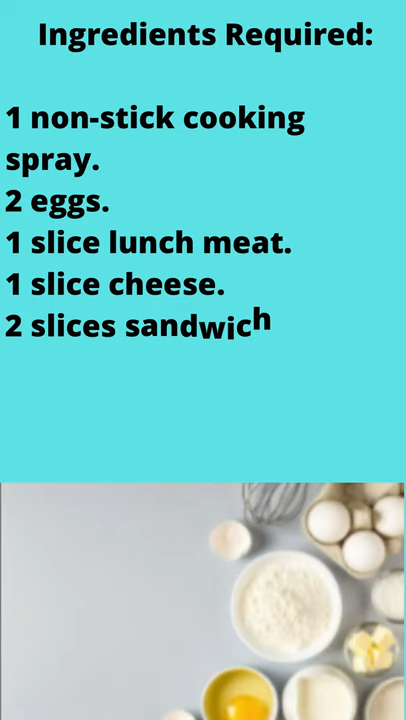 Ingredients Required:
1 non-stick cooking
spray.
2 eggs.
1 slice lunch meat.
1 slice cheese.
2 slices sandwich